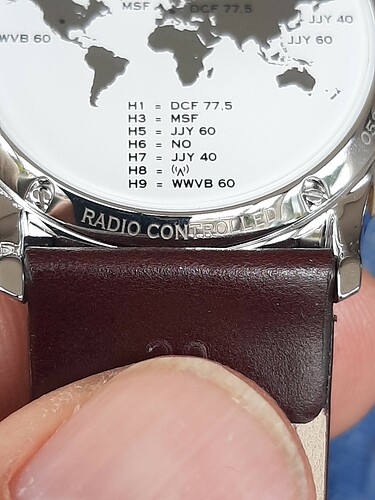 MSF
DCF 77,5
JJY 40
WVB 60
JJY 60
H1 = DCF 77,5
H3 = MSF
H5 = JJY 60
H6 = NO
H7 = JJY 40
H8 =
H9 = WWVB 60
RADIO CONTROLLED